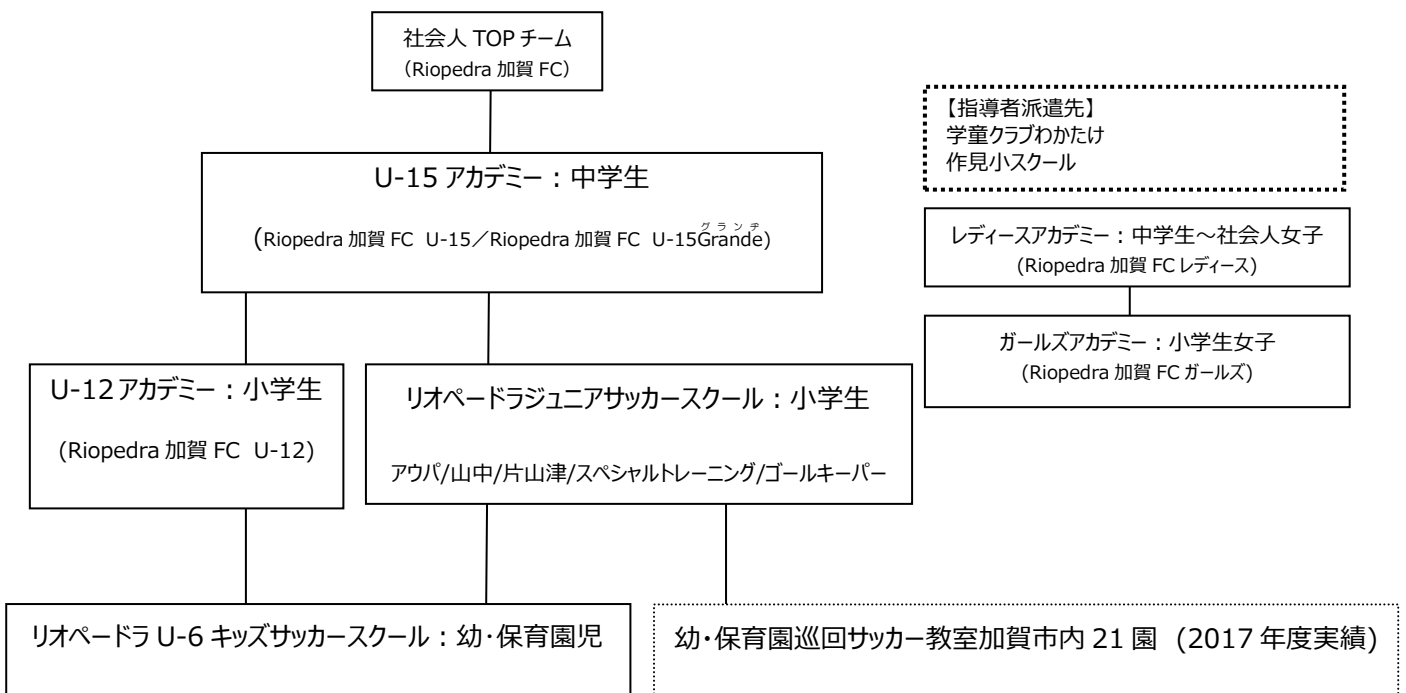 社会人 TOP チーム
（Riopedra 加賀 FC）
【指導者派遣先】
学童クラブわかたけ
作見小スクール
U-15 アカデミー：中学生
グランヂ
(Riopedra 加賀 FC U-15／Riopedra 加賀 FC U-15Grande)
レディースアカデミー：中学生～社会人女子
(Riopedra 加賀 FC レディース)
ガールズアカデミー：小学生女子
(Riopedra 加賀 FC ガールズ)
U-12 アカデミー：小学生
(Riopedra 加賀 FC U-12)
リオペードラジュニアサッカースクール：小学生
アウパ/山中/片山津/スペシャルトレーニング/ゴールキーパー
リオペードラ U-6 キッズサッカースクール：幼・保育園児
幼・保育園巡回サッカー教室加賀市内 21 園 (2017 年度実績)